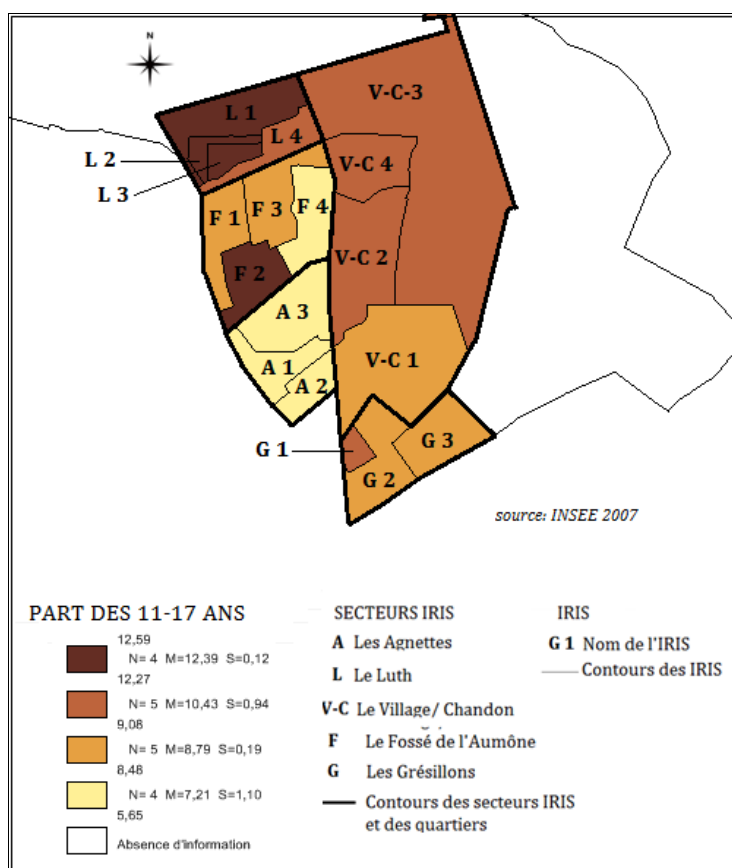 N
L 1
V-C-3
L 4
L 2
V-C 4
L 3
F 3
F 4
F 1
V-C 2
F 2
A 3
V-C 1
A 1
A 2
G 3
G 1
G 2
source: INSEE 2007
PART DES 11-17 ANS
12,59
N= 4 M=12,39 S=0,12
12,27
N= 5 M=10,43 S=0,94
9,08
N= 5 M=8,79 S=0,19
8,48
N= 4 M=7,21 S=1,10
5,65
Absence d'information
SECTEURS IRIS
A Les Agnettes
L Le Luth
V-C Le Village/ Chandon
F Le Fossé de l'Aumône
G Les Grésillons
Contours des secteurs IRIS
et des quartiers
IRIS
G 1 Nom de l'IRIS
Contours des IRIS